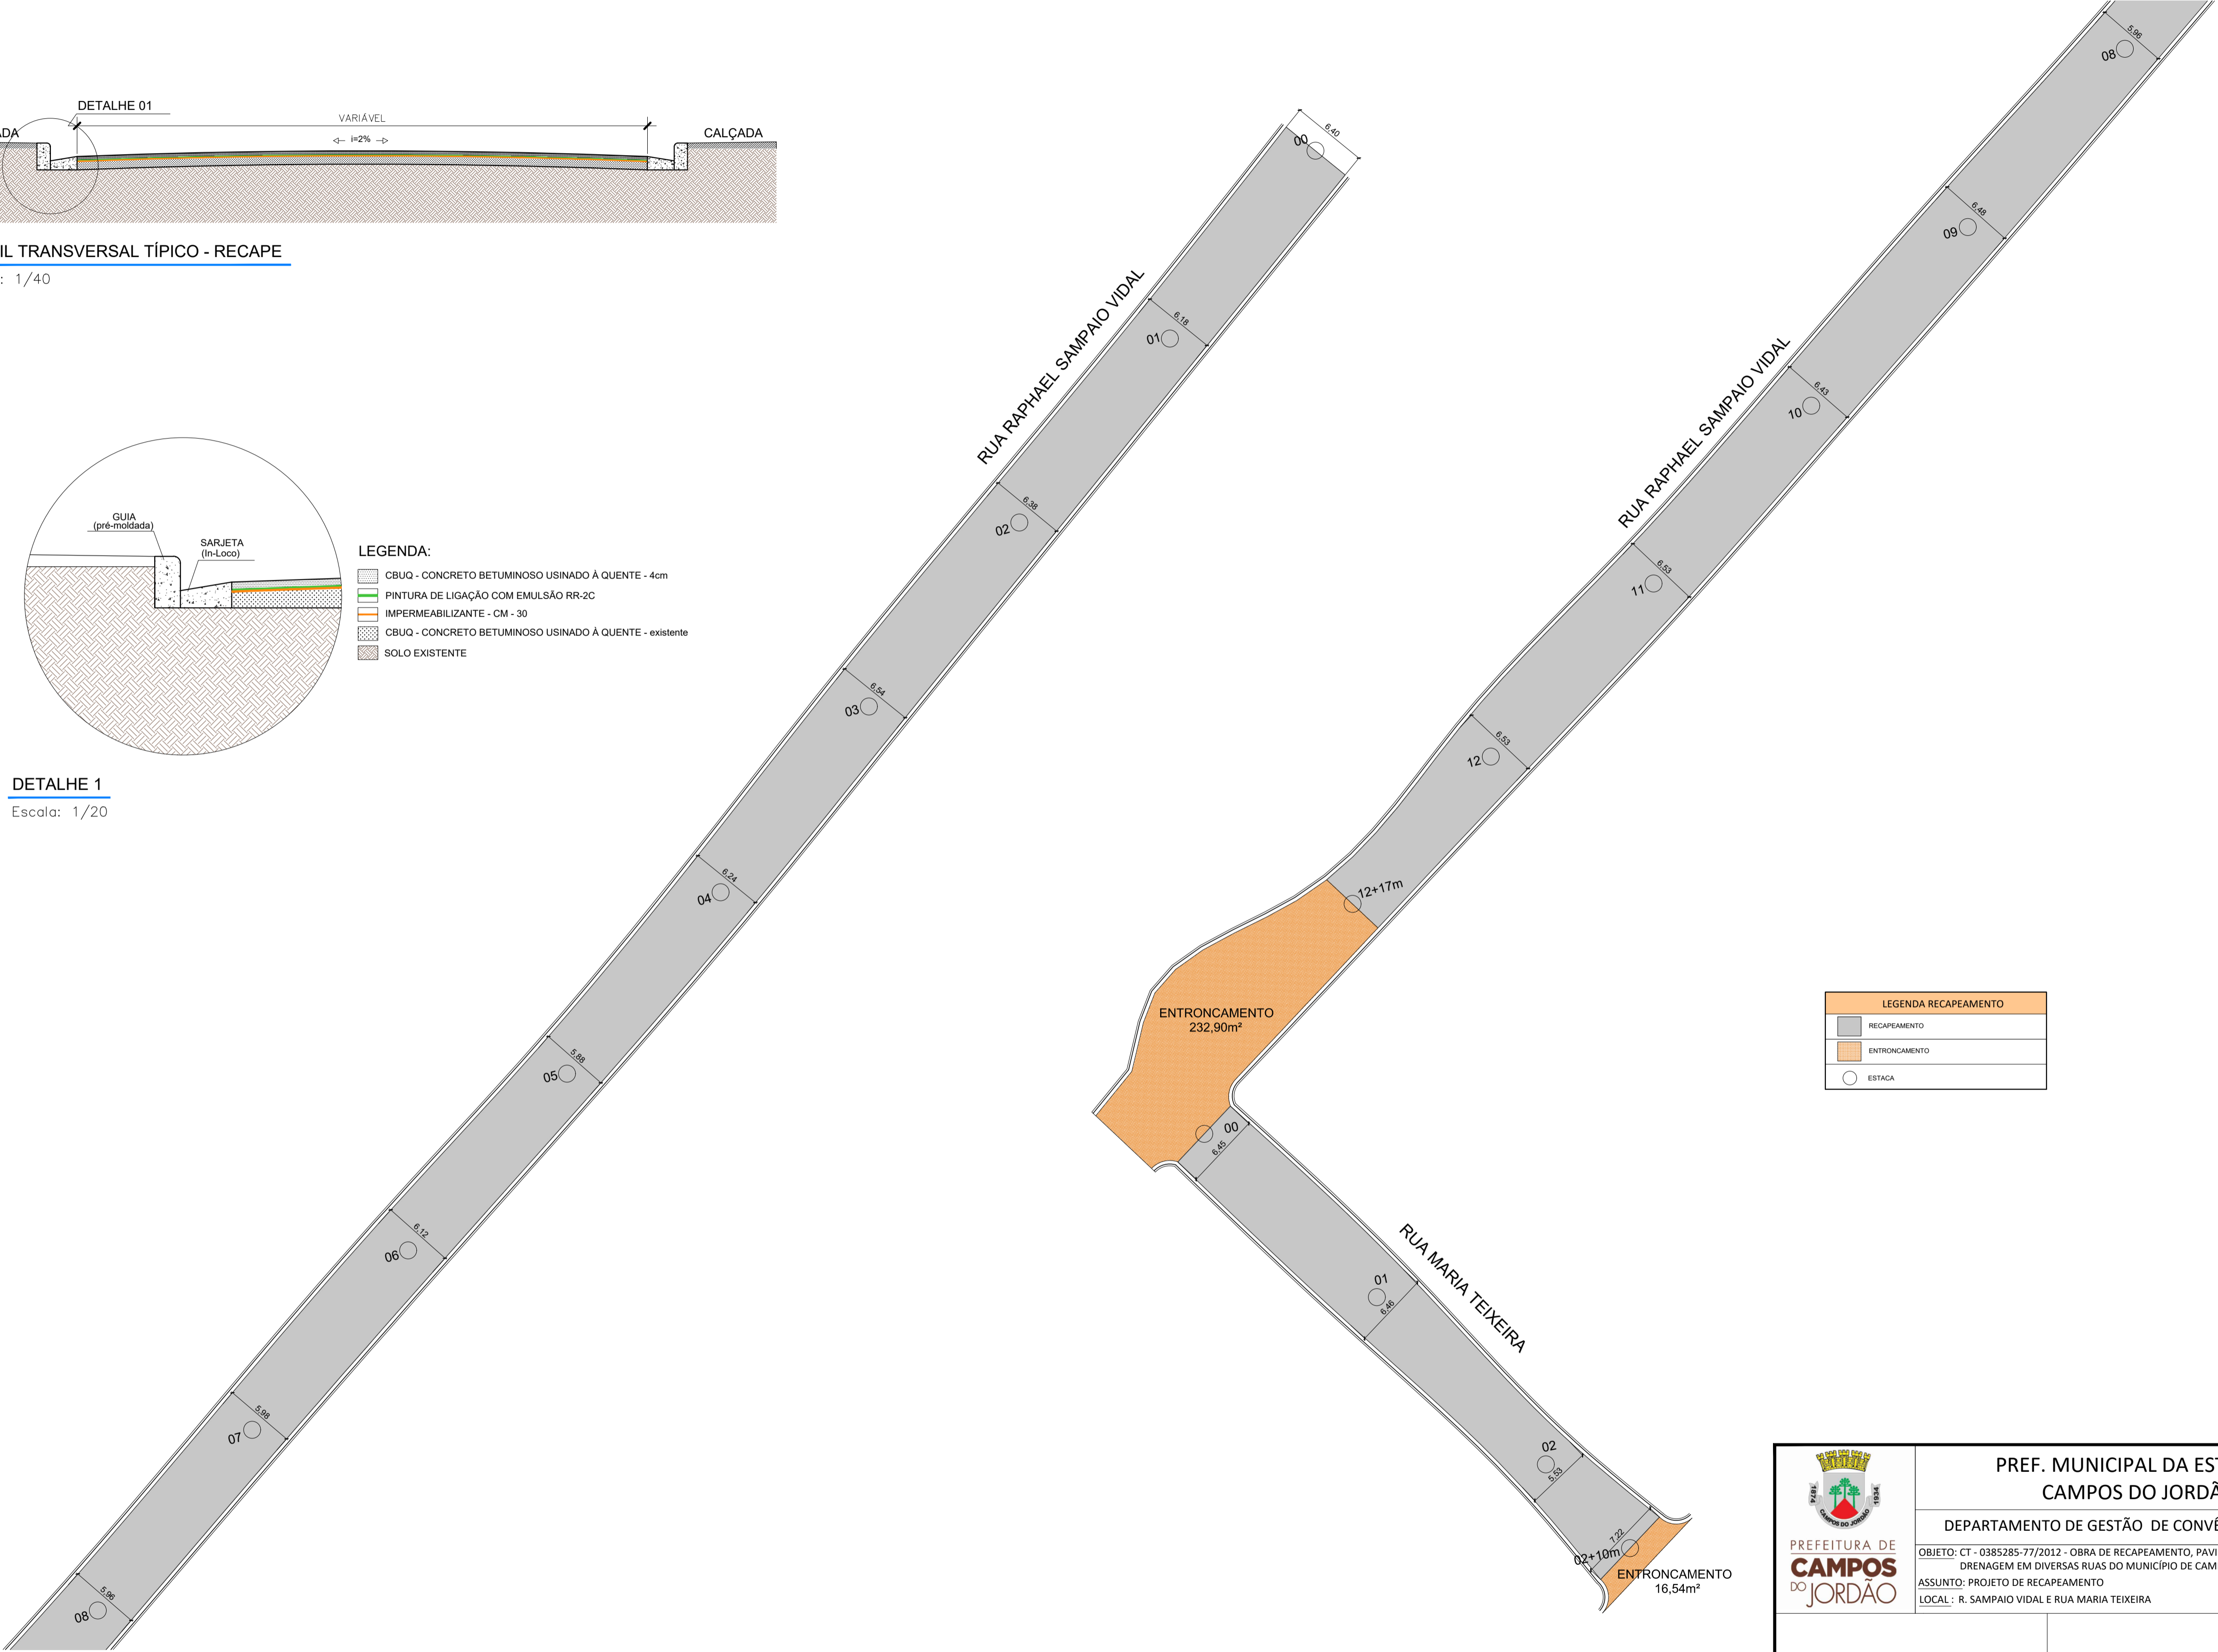 DETALHE 01
VARIÁVEL
i=2%
ADA
CALÇADA
IL TRANSVERSAL TÍPICO - RECAPE
: 1/40
GUIA
(pré-moldada)
SARJETA
(In-Loco)
LEGENDA:
CBUQ - CONCRETO BETUMINOSO USINADO À QUENTE - 4cm
PINTURA DE LIGAÇÃO COM EMULSÃO RR-2C
IMPERMEABILIZANTE - CM - 30
CBUQ - CONCRETO BETUMINOSO USINADO À QUENTE - existente
SOLO EXISTENTE
DETALHE 1
Escala: 1/20
RUA RAPHAEL SAMPAIO VIDAL
00
6,40
01
6,18
02
6,38
03
6,54
04
6,24
05
5,88
06
6,12
07
5,98
08
5,96
RUA RAPHAEL SAMPAIO VIDAL
08
5,96
09
6,48
10
6,43
11
6,53
12
6,53
12+17m
ENTRONCAMENTO
232,90m²
00
6,45
RUA MARIA TEIXEIRA
01
6,46
02
5,53
7,22
02+10m
ENTRONCAMENTO
16,54m²
LEGENDA RECAPEAMENTO
RECAPEAMENTO
ENTRONCAMENTO
ESTACA
1874
1934
CAMPOS DO JORDÃO
PREFEITURA DE
CAMPOS
DO JORDÃO
PREF. MUNICIPAL DA EST
CAMPOS DO JORDÃ
DEPARTAMENTO DE GESTÃO DE CONVÊ
OBJETO: CT - 0385285-77/2012 - OBRA DE RECAPEAMENTO, PAVI
DRENAGEM EM DIVERSAS RUAS DO MUNICÍPIO DE CAM
ASSUNTO: PROJETO DE RECAPEAMENTO
LOCAL : R. SAMPAIO VIDAL E RUA MARIA TEIXEIRA